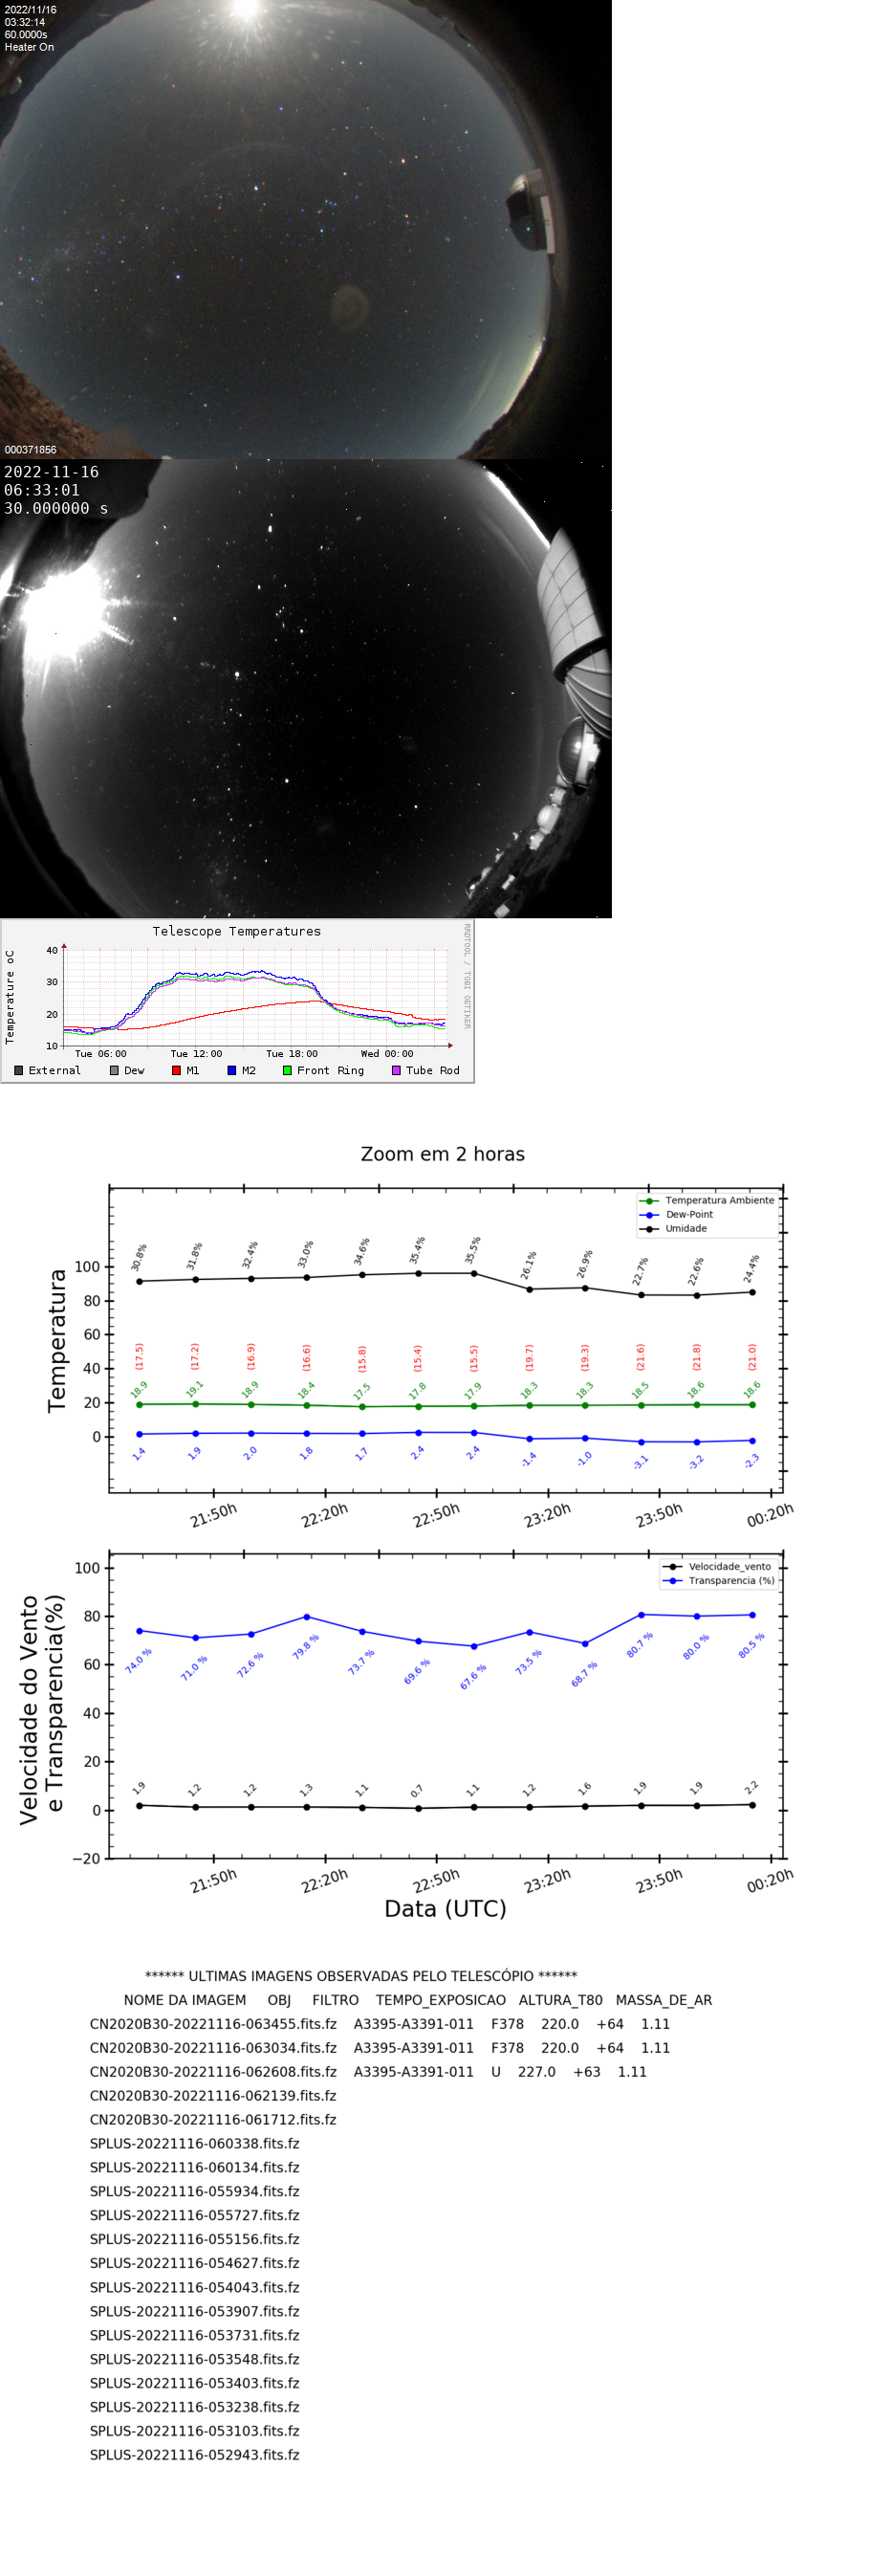 2022/11/16
03:32:14
60.0000s
Heater On
000371856
2022-11-16
06:33:01
30.000000 s
Telescope Temperatures
RRDTOOL / TOBI OETIKER
Temperature oC
40
30
20
10
Tue 06:00 Tue 12:00 Tue 18:00 Wed 00:00
External Dew M1 M2 Front Ring Tube Rod
Zoom em 2 horas
Temperatura Ambiente
Dew-Point
Umidade
Temperatura
100
80
60
40
20
0
30.8% 31.8% 32.4% 33.0% 34.6% 35.4% 35.5% 26.1% 26.9% 22.7% 22.6% 24.4%
(17.5) (17.2) (16.9) (16.6) (15.8) (15.4) (15.5) (19.7) (19.3) (21.6) (21.8) (21.0)
18.9 19.1 18.9 18.4 17.5 17.8 17.9 18.3 18.3 18.5 18.6 18.6
1.4 1.9 2.0 1.8 1.7 2.4 2.4 -1.4 -1.0 -3.1 -3.2 -2.3
21:50h 22:20h 22:50h 23:20h 23:50h 00:20h
Velocidade_vento
Transparencia (%)
Velocidade do Vento
e Transparencia(%)
100
80
60
40
20
0
−20
74.0 % 71.0 % 72.6 % 79.8 % 73.7 % 69.6 % 67.6 % 73.5 % 68.7 % 80.7 % 80.0 % 80.5 %
1.9 1.2 1.2 1.3 1.1 0.7 1.1 1.2 1.6 1.9 1.9 2.2
21:50h 22:20h 22:50h 23:20h 23:50h 00:20h
Data (UTC)
****** ULTIMAS IMAGENS OBSERVADAS PELO TELESCÓPIO ******
NOME DA IMAGEM OBJ FILTRO TEMPO_EXPOSICAO ALTURA_T80 MASSA_DE_AR
CN2020B30-20221116-063455.fits.fz A3395-A3391-011 F378 220.0 +64 1.11
CN2020B30-20221116-063034.fits.fz A3395-A3391-011 F378 220.0 +64 1.11
CN2020B30-20221116-062608.fits.fz A3395-A3391-011 U 227.0 +63 1.11
CN2020B30-20221116-062139.fits.fz
CN2020B30-20221116-061712.fits.fz
SPLUS-20221116-060338.fits.fz
SPLUS-20221116-060134.fits.fz
SPLUS-20221116-055934.fits.fz
SPLUS-20221116-055727.fits.fz
SPLUS-20221116-055156.fits.fz
SPLUS-20221116-054627.fits.fz
SPLUS-20221116-054043.fits.fz
SPLUS-20221116-053907.fits.fz
SPLUS-20221116-053731.fits.fz
SPLUS-20221116-053548.fits.fz
SPLUS-20221116-053403.fits.fz
SPLUS-20221116-053238.fits.fz
SPLUS-20221116-053103.fits.fz
SPLUS-20221116-052943.fits.fz